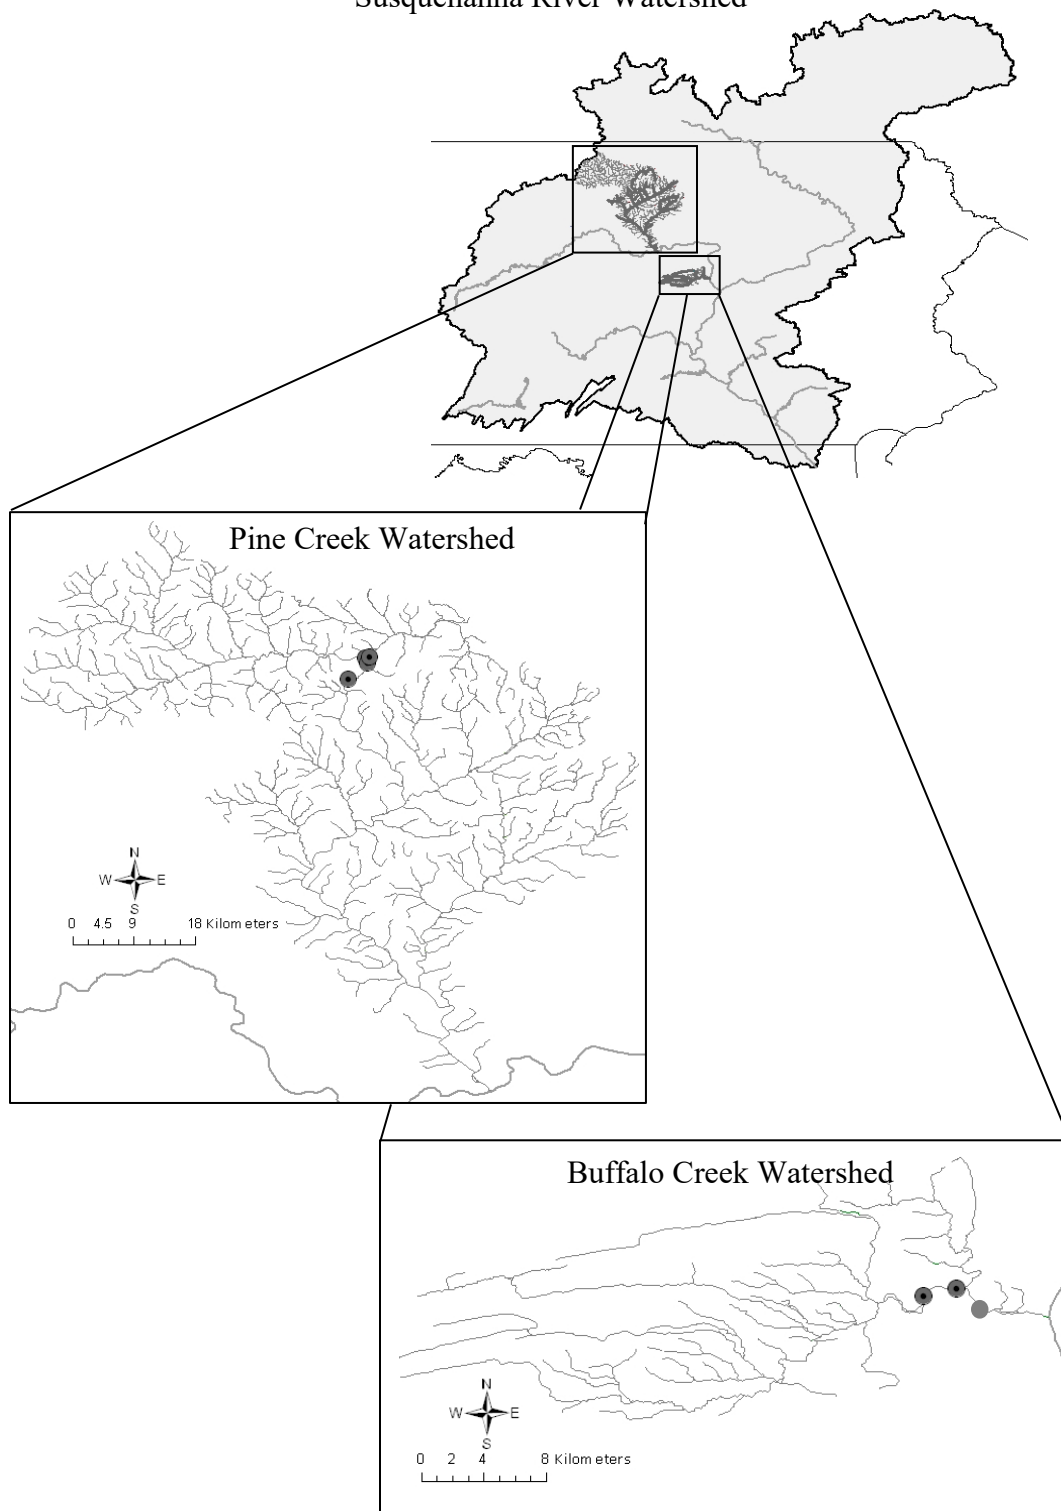 Susquehanna River Watershed
Pine Creek Watershed
N
W E
S
0 4.5 9 18 Kilometers
Buffalo Creek Watershed
N
W E
S
0 2 4 8 Kilometers